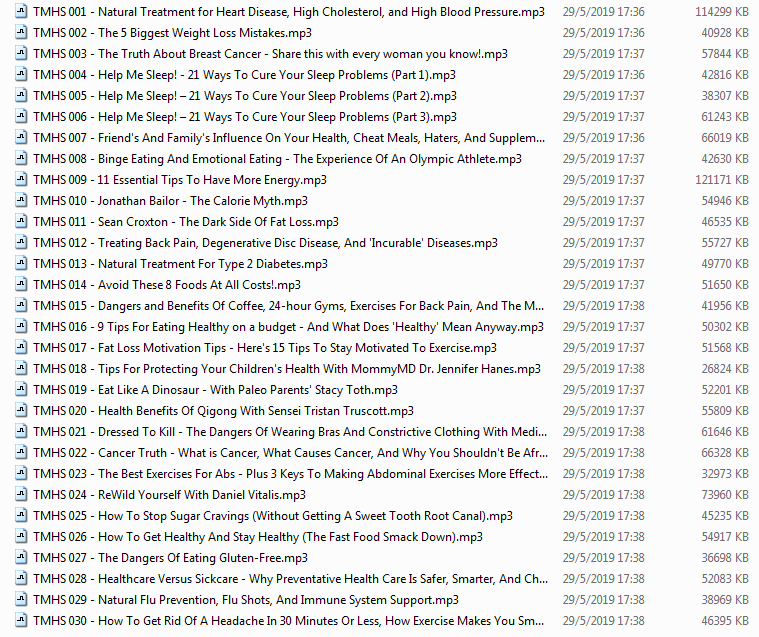 TMHS 001 - Natural Treatment for Heart Disease, High Cholesterol, and High Blood Pressure.mp3 29/5/2019 17:36 114299 KB
TMHS 002 - The 5 Biggest Weight Loss Mistakes.mp3 29/5/2019 17:36 40928 KB
TMHS 003 - The Truth About Breast Cancer - Share this with every woman you know!.mp3 29/5/2019 17:37 57844 KB
TMHS 004 - Help Me Sleep! - 21 Ways To Cure Your Sleep Problems (Part 1).mp3 29/5/2019 17:36 42816 KB
TMHS 005 - Help Me Sleep! – 21 Ways To Cure Your Sleep Problems (Part 2).mp3 29/5/2019 17:37 38307 KB
TMHS 006 - Help Me Sleep! – 21 Ways To Cure Your Sleep Problems (Part 3).mp3 29/5/2019 17:37 61243 KB
TMHS 007 - Friend's And Family's Influence On Your Health, Cheat Meals, Haters, And Supplem... 29/5/2019 17:36 66019 KB
TMHS 008 - Binge Eating And Emotional Eating - The Experience Of An Olympic Athlete.mp3 29/5/2019 17:37 42630 KB
TMHS 009 - 11 Essential Tips To Have More Energy.mp3 29/5/2019 17:37 121171 KB
TMHS 010 - Jonathan Bailor - The Calorie Myth.mp3 29/5/2019 17:37 54946 KB
TMHS 011 - Sean Croxton - The Dark Side Of Fat Loss.mp3 29/5/2019 17:37 46535 KB
TMHS 012 - Treating Back Pain, Degenerative Disc Disease, And 'Incurable' Diseases.mp3 29/5/2019 17:37 55727 KB
TMHS 013 - Natural Treatment For Type 2 Diabetes.mp3 29/5/2019 17:37 49770 KB
TMHS 014 - Avoid These 8 Foods At All Costs!.mp3 29/5/2019 17:37 51650 KB
TMHS 015 - Dangers and Benefits Of Coffee, 24-hour Gyms, Exercises For Back Pain, And The M... 29/5/2019 17:38 41956 KB
TMHS 016 - 9 Tips For Eating Healthy on a budget - And What Does 'Healthy' Mean Anyway.mp3 29/5/2019 17:37 50302 KB
TMHS 017 - Fat Loss Motivation Tips - Here's 15 Tips To Stay Motivated To Exercise.mp3 29/5/2019 17:37 51568 KB
TMHS 018 - Tips For Protecting Your Children's Health With MommyMD Dr. Jennifer Hanes.mp3 29/5/2019 17:38 26824 KB
TMHS 019 - Eat Like A Dinosaur - With Paleo Parents' Stacy Toth.mp3 29/5/2019 17:37 52201 KB
TMHS 020 - Health Benefits Of Qigong With Sensei Tristan Truscott.mp3 29/5/2019 17:37 55809 KB
TMHS 021 - Dressed To Kill - The Dangers Of Wearing Bras And Constrictive Clothing With Medi... 29/5/2019 17:38 61646 KB
TMHS 022 - Cancer Truth - What is Cancer, What Causes Cancer, And Why You Shouldn't Be Afr... 29/5/2019 17:38 66328 KB
TMHS 023 - The Best Exercises For Abs - Plus 3 Keys To Making Abdominal Exercises More Effect... 29/5/2019 17:38 32973 KB
TMHS 024 - ReWild Yourself With Daniel Vitalis.mp3 29/5/2019 17:38 73960 KB
TMHS 025 - How To Stop Sugar Cravings (Without Getting A Sweet Tooth Root Canal).mp3 29/5/2019 17:38 45235 KB
TMHS 026 - How To Get Healthy And Stay Healthy (The Fast Food Smack Down).mp3 29/5/2019 17:38 54917 KB
TMHS 027 - The Dangers Of Eating Gluten-Free.mp3 29/5/2019 17:38 36698 KB
TMHS 028 - Healthcare Versus Sickcare - Why Preventative Health Care Is Safer, Smarter, And Ch... 29/5/2019 17:38 52083 KB
TMHS 029 - Natural Flu Prevention, Flu Shots, And Immune System Support.mp3 29/5/2019 17:38 38969 KB
TMHS 030 - How To Get Rid Of A Headache In 30 Minutes Or Less, How Exercise Makes You Sm... 29/5/2019 17:38 46395 KB